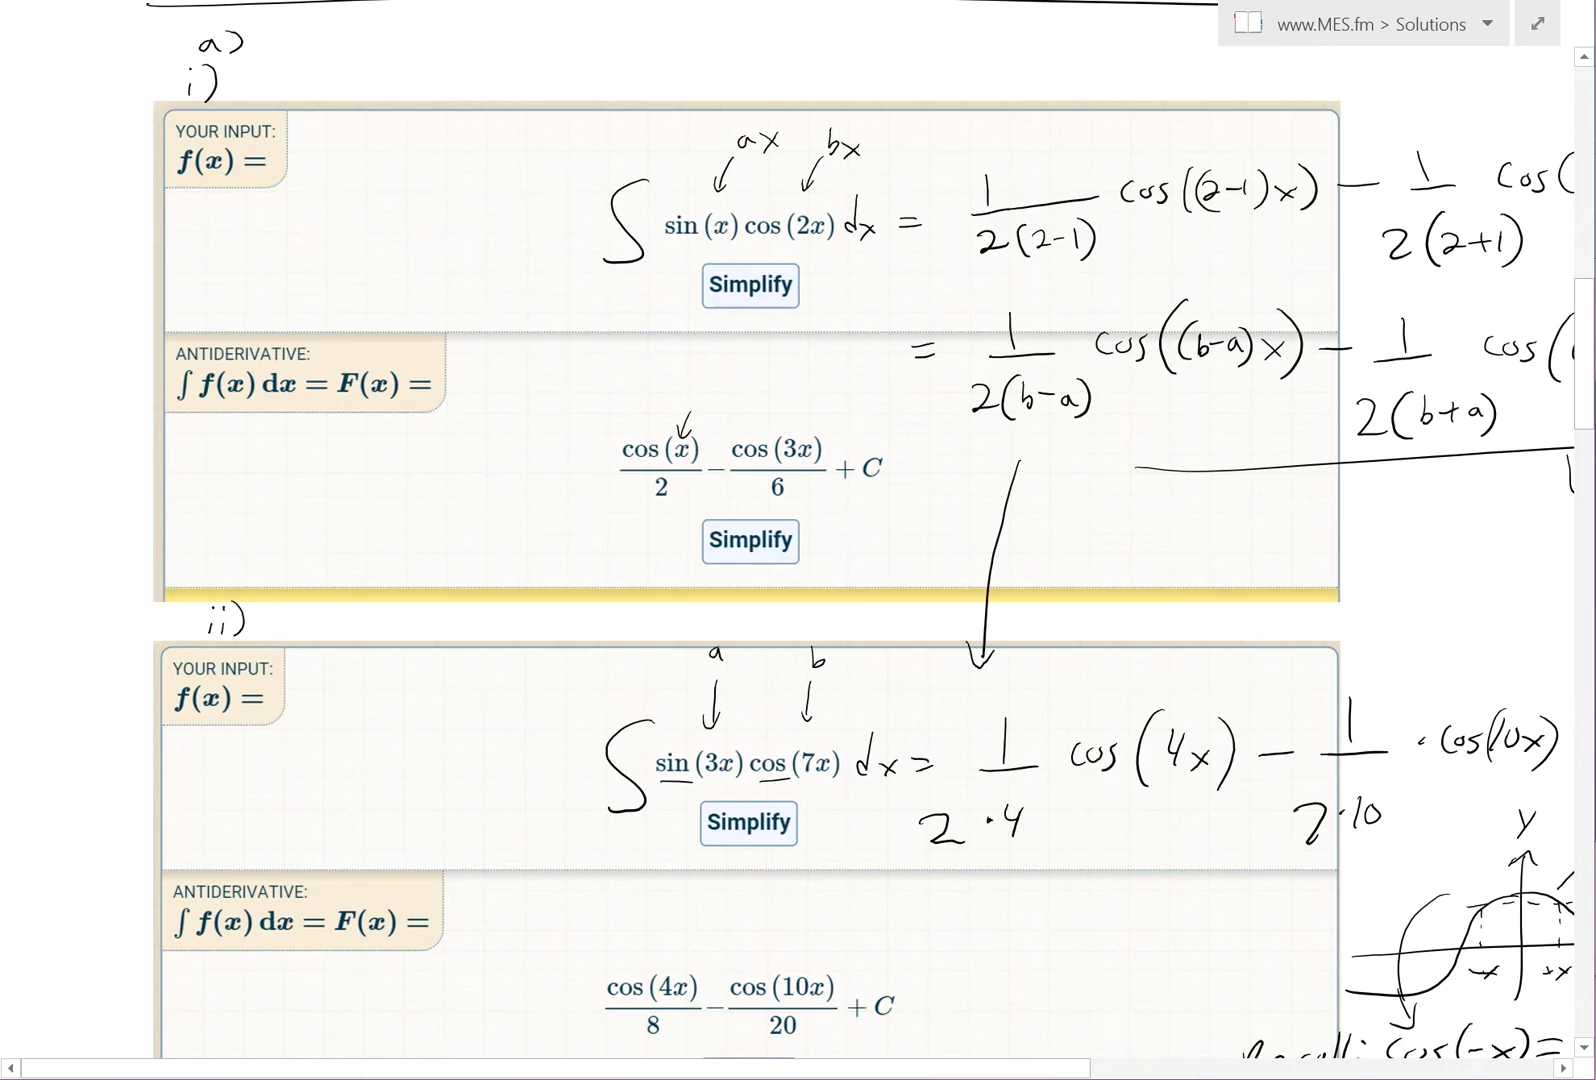 www.MES.fm > Solutions
a)
i)
YOUR INPUT:
f(x) =
ax bx
∫ sin (x) cos (2x) dx = 1/2(2-1) cos((2-1)x) − 1/2(2+1) cos(
Simplify
= 1/2(b-a) cos((b-a)x) − 1/2(b+a) cos(
ANTIDERIVATIVE:
∫ f(x) dx = F(x) =
cos (x)/2 − cos (3x)/6 + C
Simplify
ii)
YOUR INPUT:
f(x) =
a b
∫ sin (3x) cos (7x) dx = 1/2·4 cos(4x) − 1/2·10 · cos(10x)
Simplify
y
-x +x
ANTIDERIVATIVE:
∫ f(x) dx = F(x) =
cos (4x)/8 − cos (10x)/20 + C
Recall: cos(-x) =